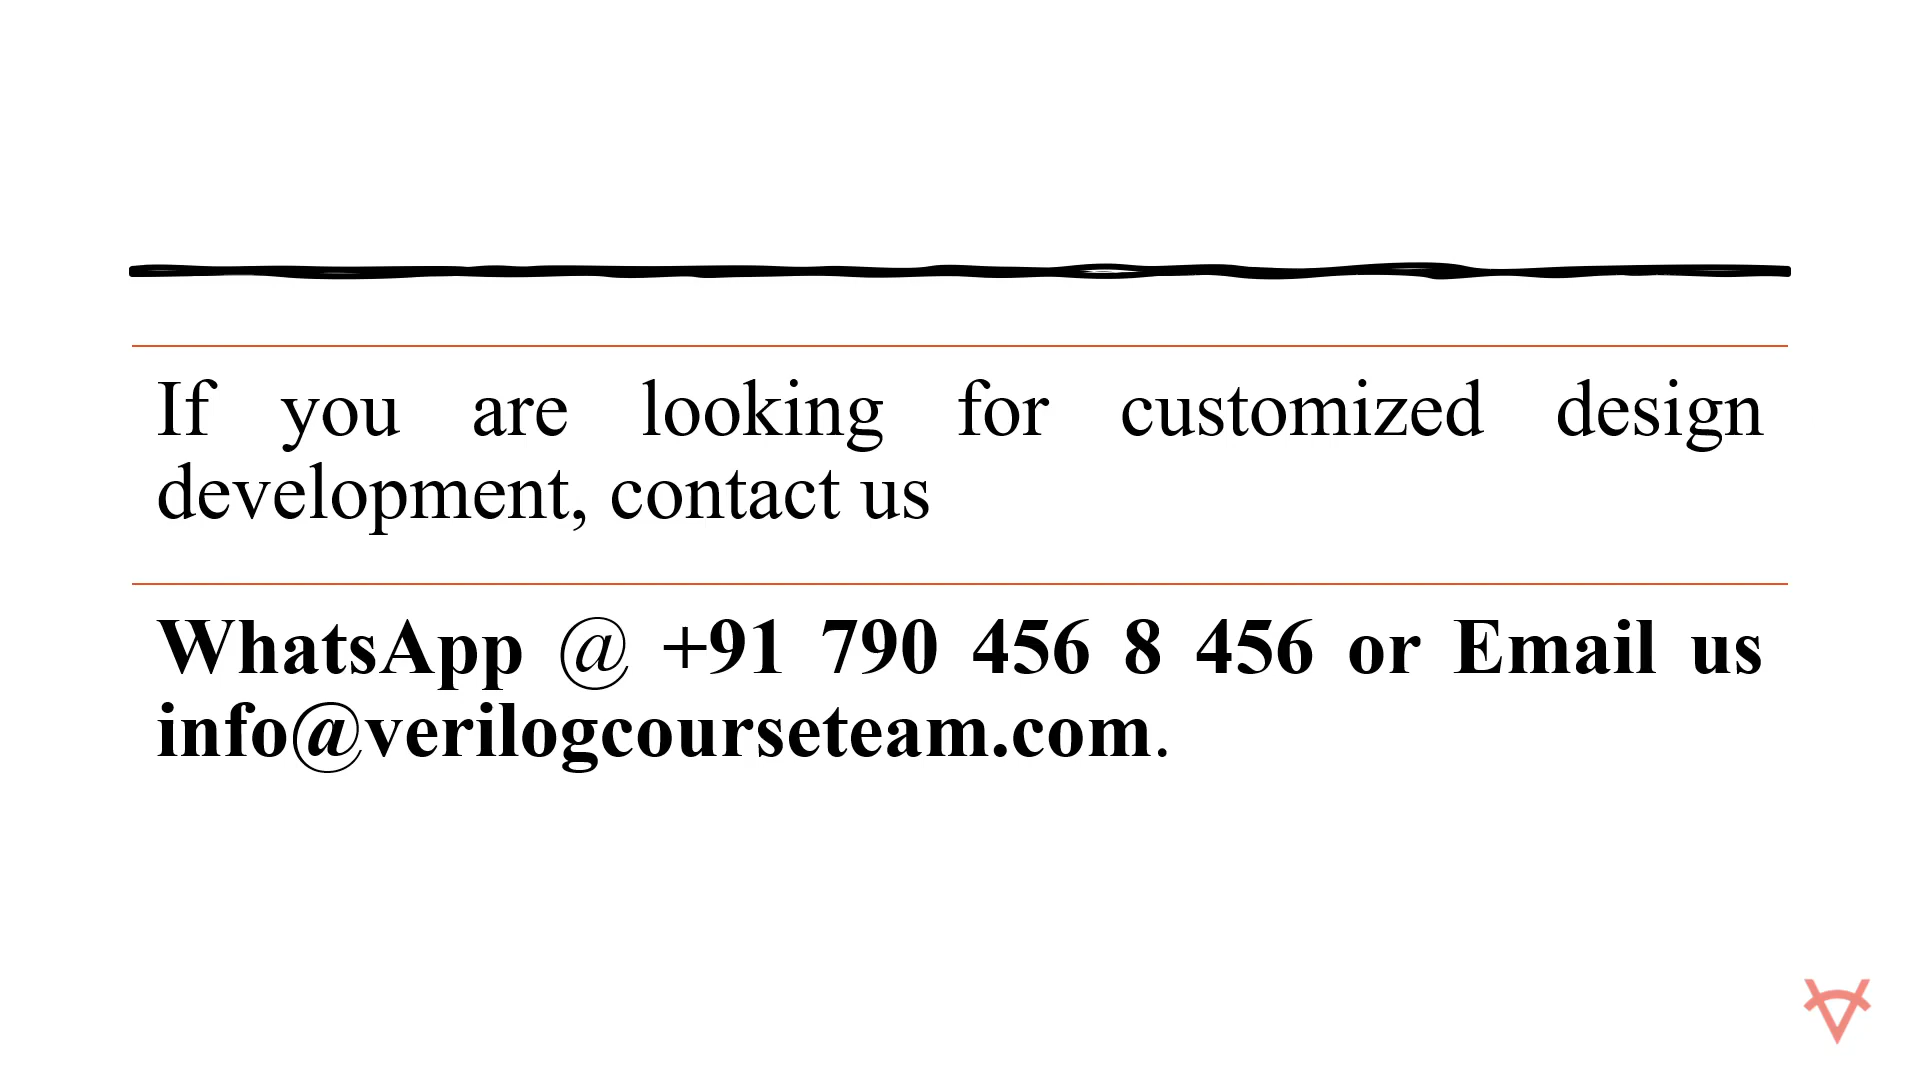 If you are looking for customized design
development, contact us
WhatsApp @ +91 790 456 8 456 or Email us
info@verilogcourseteam.com.